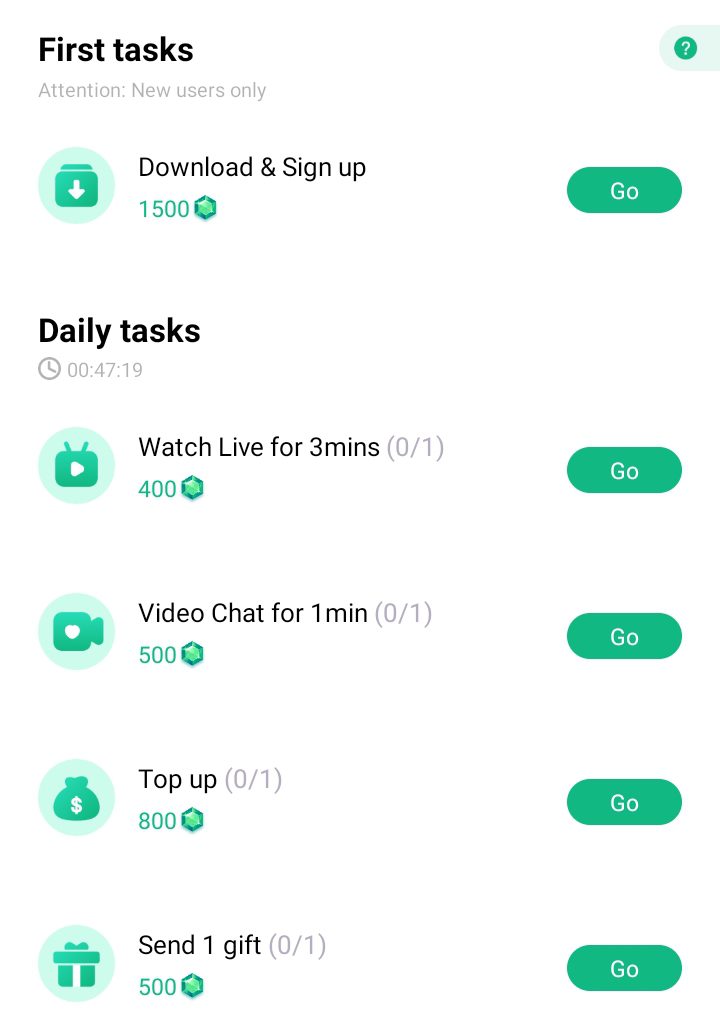 First tasks
?
Attention: New users only
Download & Sign up
1500
Go
Daily tasks
00:47:19
Watch Live for 3mins (0/1)
400
Go
Video Chat for 1min (0/1)
500
Go
Top up (0/1)
$
800
Go
Send 1 gift (0/1)
500
Go